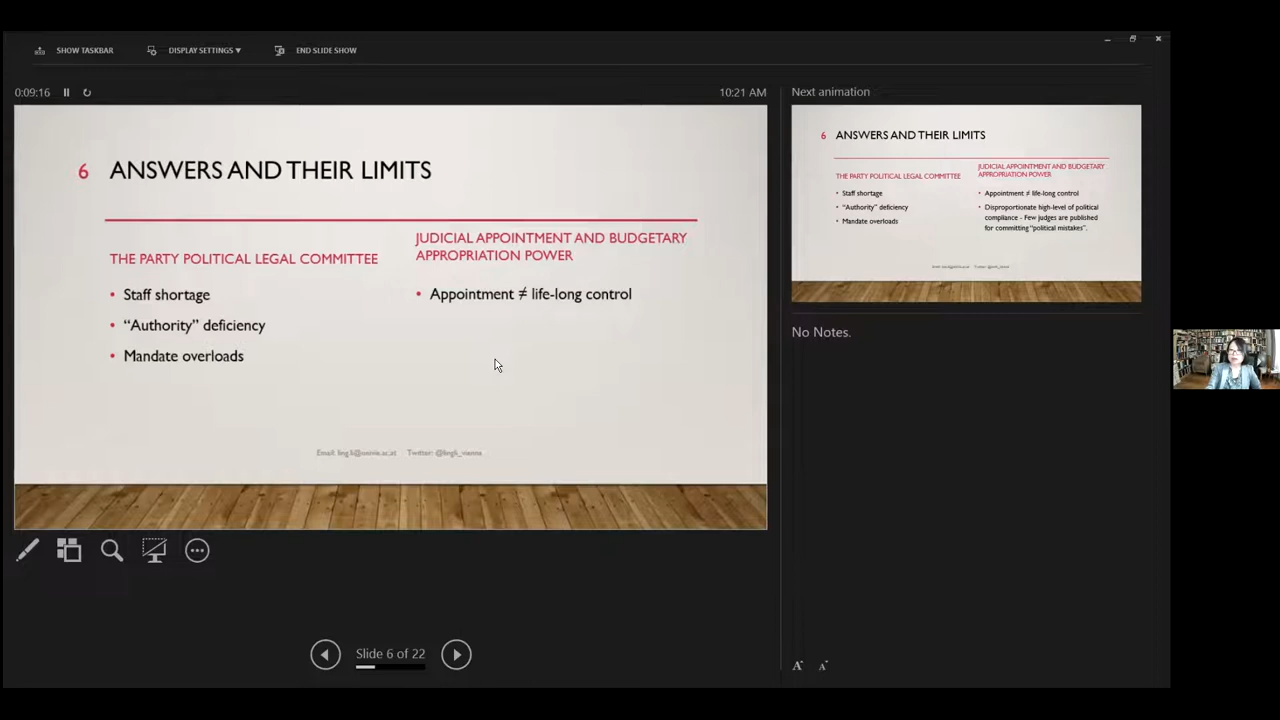 SHOW TASKBAR
DISPLAY SETTINGS ▾
END SLIDE SHOW
0:09:16
10:21 AM
6 ANSWERS AND THEIR LIMITS
THE PARTY POLITICAL LEGAL COMMITTEE
• Staff shortage
• “Authority” deficiency
• Mandate overloads
JUDICIAL APPOINTMENT AND BUDGETARY
APPROPRIATION POWER
• Appointment ≠ life-long control
Email: Twitter: @lingli_vienna
Slide 6 of 22
Next animation
6 ANSWERS AND THEIR LIMITS
THE PARTY POLITICAL LEGAL COMMITTEE
• Staff shortage
• “Authority” deficiency
• Mandate overloads
JUDICIAL APPOINTMENT AND BUDGETARY
APPROPRIATION POWER
• Appointment ≠ life-long control
• Disproportionate high-level of political
compliance - Few judges are published
for committing “political mistakes”.
No Notes.
A A